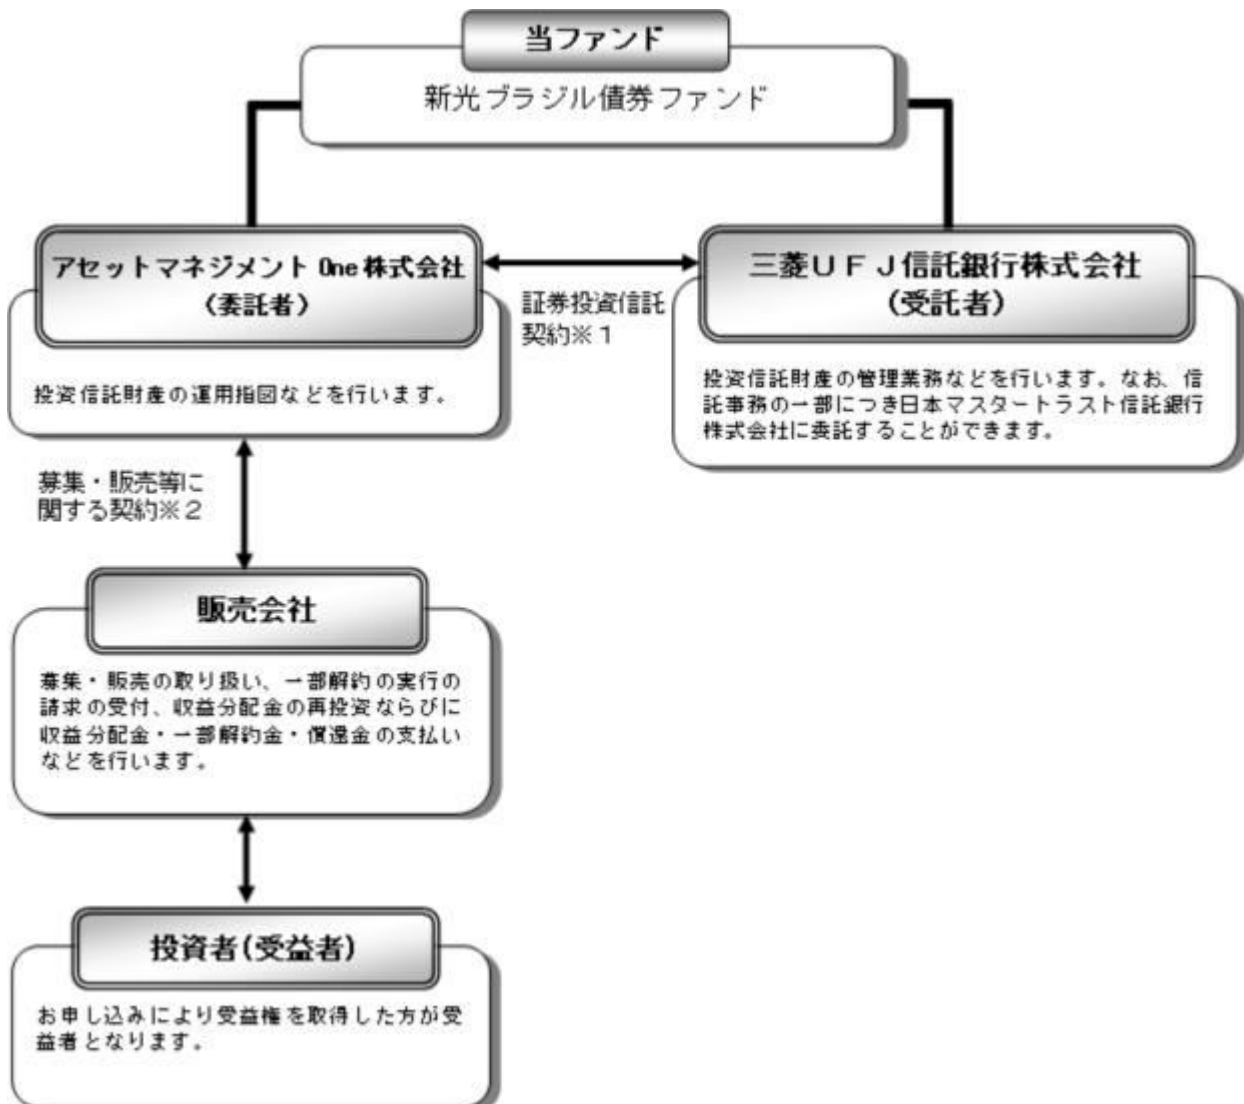 当ファンド
新光ブラジル債券ファンド
アセットマネジメント One 株式会社
（委託者）
投資信託財産の運用指図などを行います。
証券投資信託
契約※１
三菱ＵＦＪ信託銀行株式会社
（受託者）
投資信託財産の管理業務などを行います。なお、信
託事務の一部につき日本マスタートラスト信託銀行
株式会社に委託することができます。
募集・販売等に
関する契約※２
販売会社
募集・販売の取り扱い、一部解約の実行の
請求の受付、収益分配金の再投資ならびに
収益分配金・一部解約金・償還金の支払い
などを行います。
投資者(受益者)
お申し込みにより受益権を取得した方が受
益者となります。